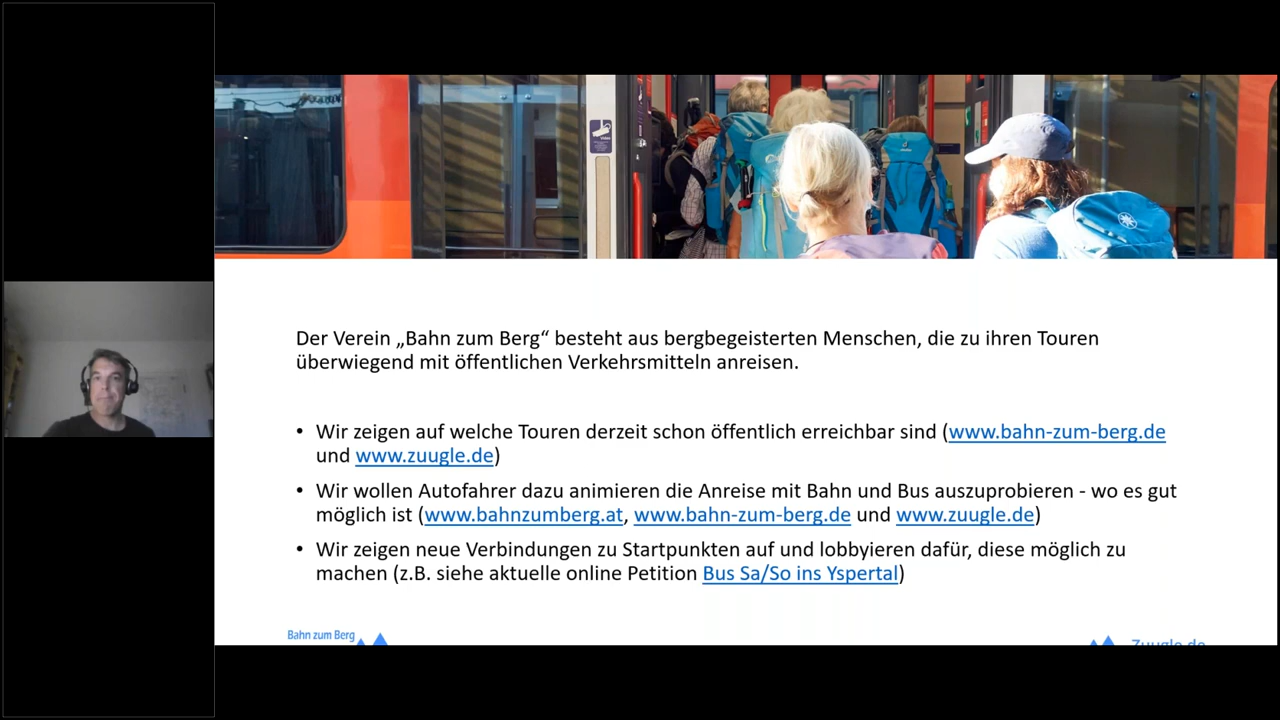 Der Verein „Bahn zum Berg“ besteht aus bergbegeisterten Menschen, die zu ihren Touren
überwiegend mit öffentlichen Verkehrsmitteln anreisen.
• Wir zeigen auf welche Touren derzeit schon öffentlich erreichbar sind (www.bahn-zum-berg.de
und www.zuugle.de)
• Wir wollen Autofahrer dazu animieren die Anreise mit Bahn und Bus auszuprobieren - wo es gut
möglich ist (www.bahnzumberg.at, www.bahn-zum-berg.de und www.zuugle.de)
• Wir zeigen neue Verbindungen zu Startpunkten auf und lobbyieren dafür, diese möglich zu
machen (z.B. siehe aktuelle online Petition Bus Sa/So ins Yspertal)
Bahn zum Berg
Zuugle.de